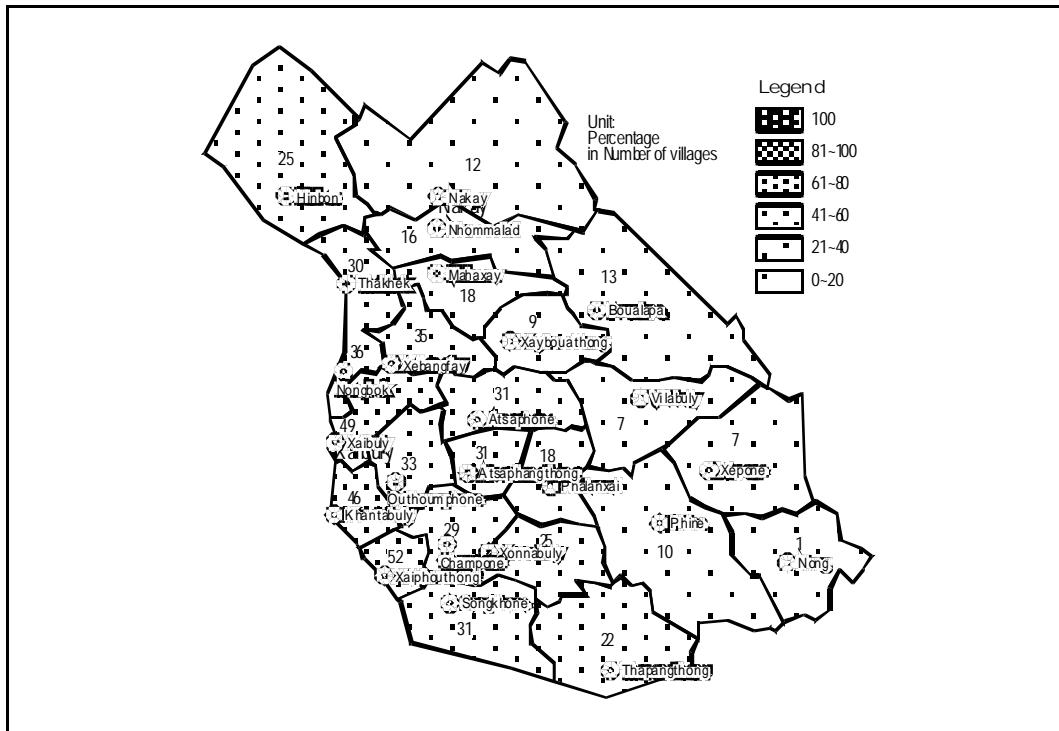 Legend
Unit:
Percentage
in Number of villages
100
81~100
61~80
41~60
21~40
0~20
25
Hinbon
12
Nakay
Nakay
16
Nhommalad
30
Thakhek
Mahaxay
18
13
Boualapa
9
Xaybouathong
35
Xebangfay
36
Nongbok
31
Atsaphone
Vilabuly
7
7
Xepone
49
Xaibuly
Xaibury
33
Outhoumphone
31
Atsaphangthong
18
Phalanxai
46
Khantabuly
Phine
10
1
Nong
29
Champone
25
Xonnabuly
52
Xaiphouthong
Songkhone
31
22
Thapangthong